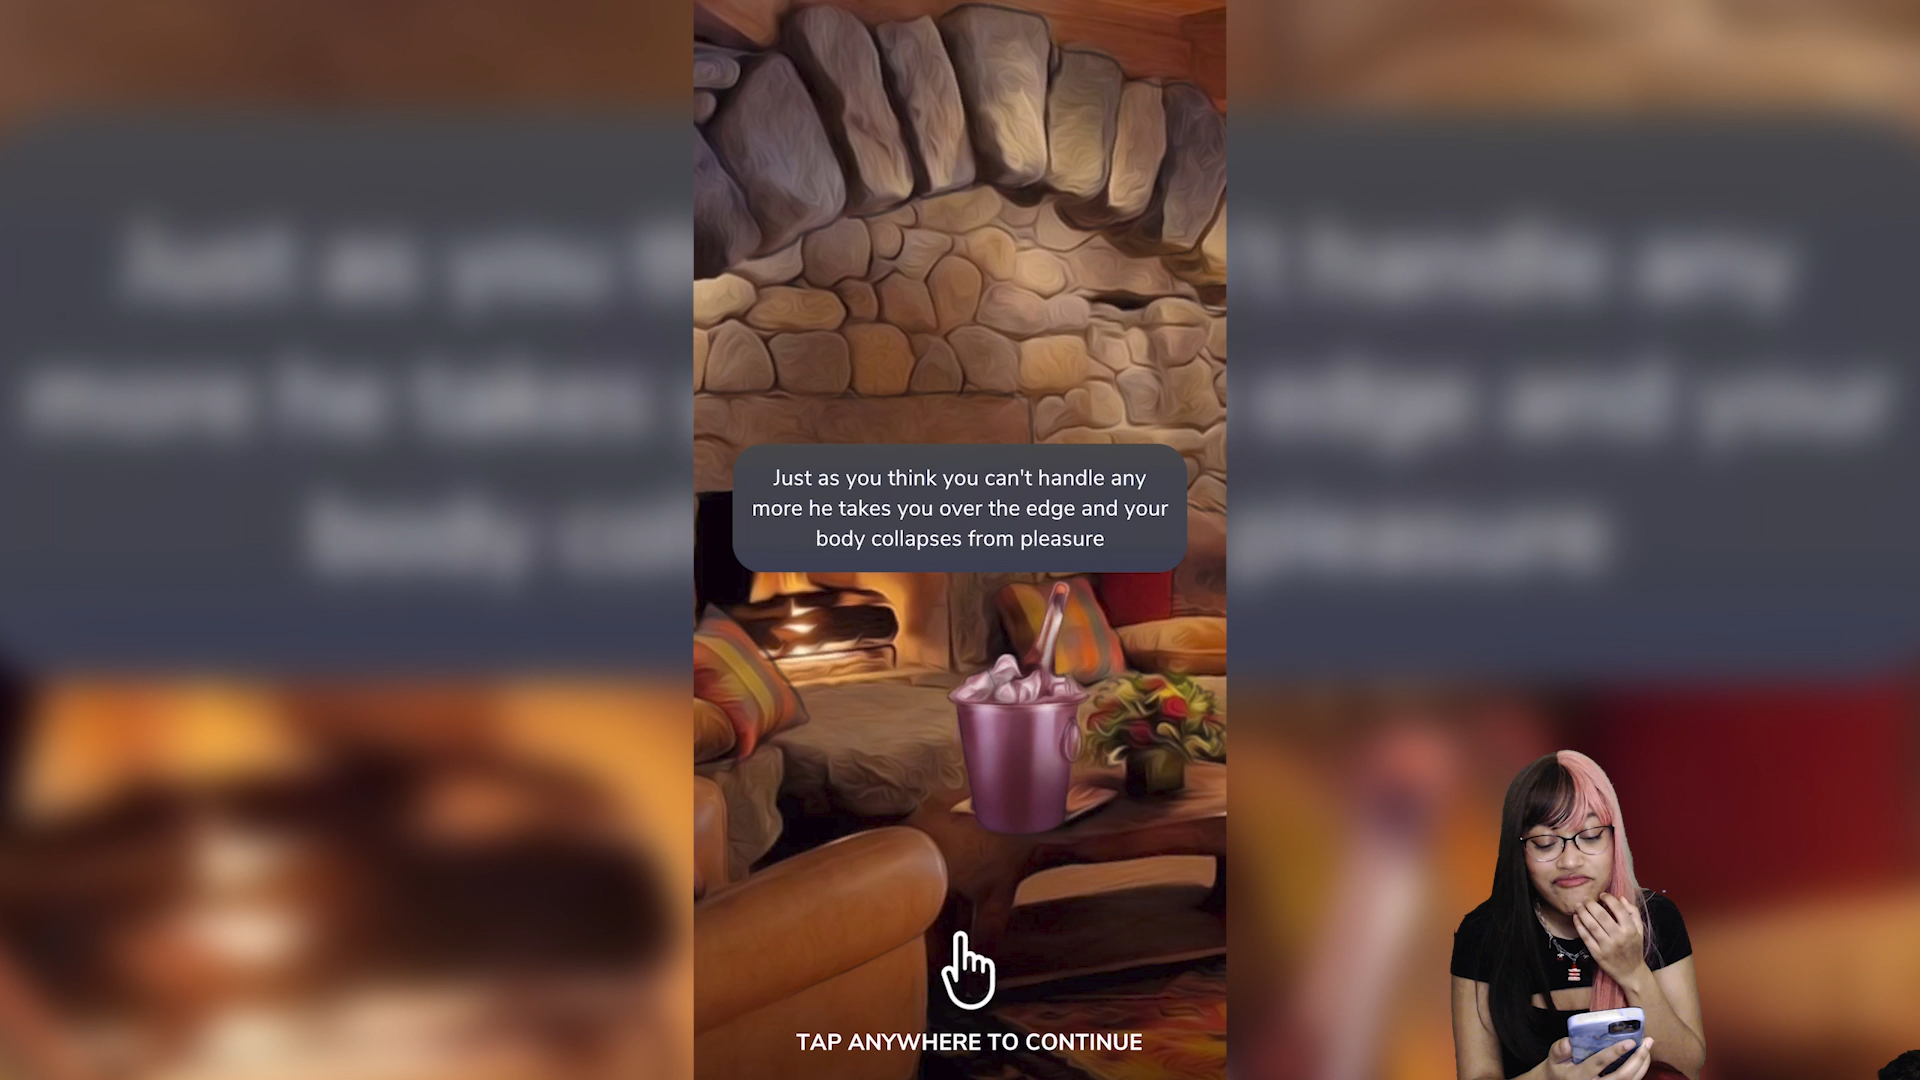 Just as you think you can't handle any
more he takes you over the edge and your
body collapses from pleasure
TAP ANYWHERE TO CONTINUE